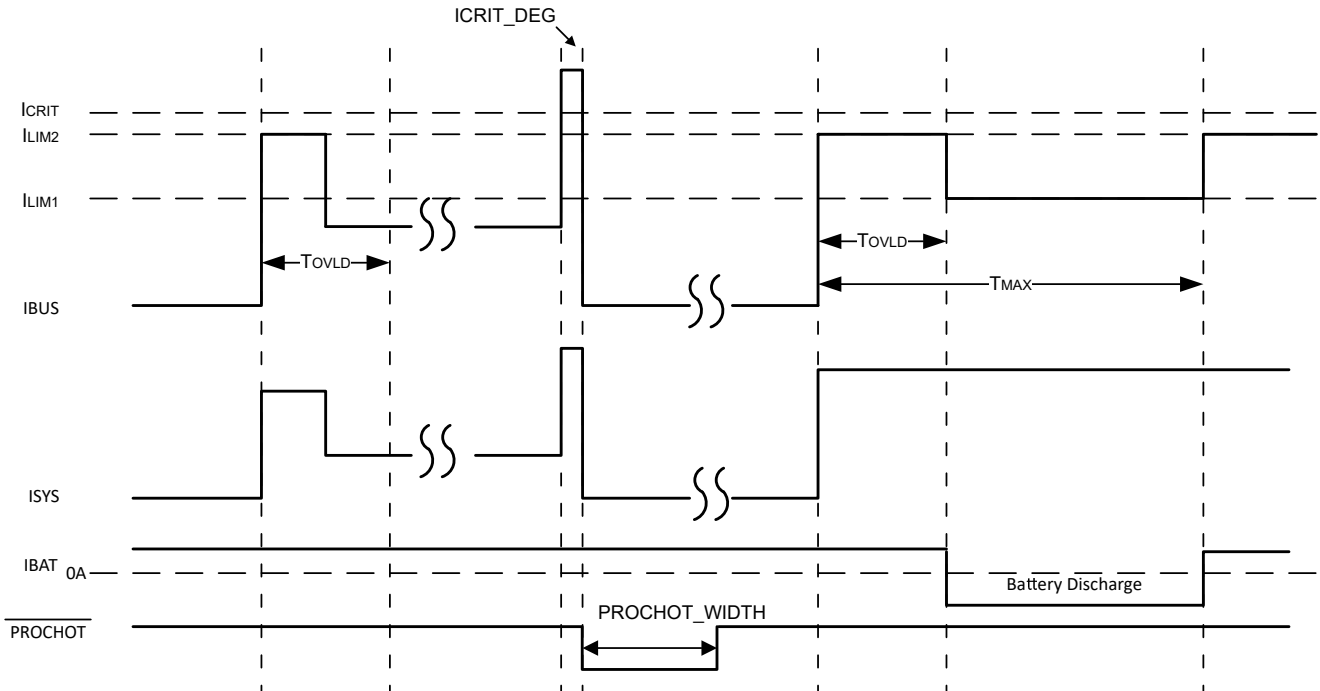 ICRIT_DEG
ICRIT
ILIM2
ILIM1
TOVLD
TOVLD
TMAX
IBUS
ISYS
IBAT 0A
Battery Discharge
PROCHOT_WIDTH
PROCHOT